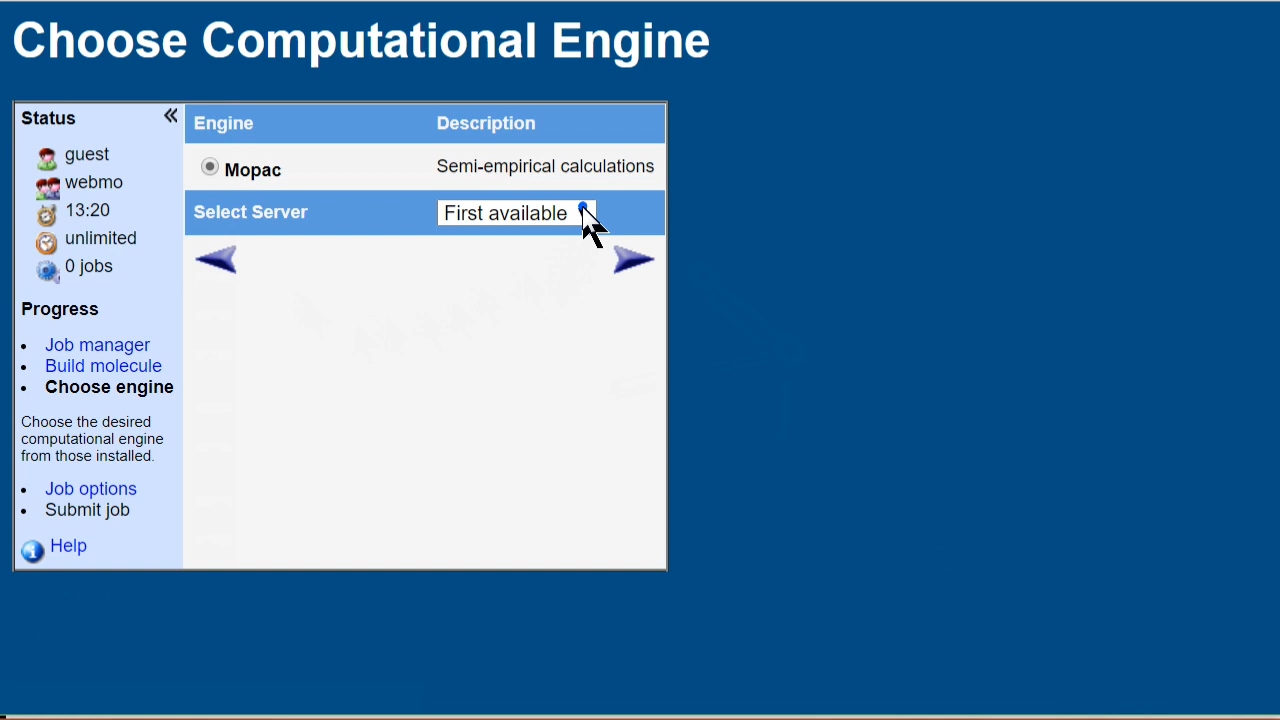 Choose Computational Engine
Status
guest
webmo
13:20
unlimited
0 jobs
Progress
Job manager
Build molecule
Choose engine
Choose the desired
computational engine
from those installed.
Job options
Submit job
Help
Engine Description
Mopac Semi-empirical calculations
Select Server First available